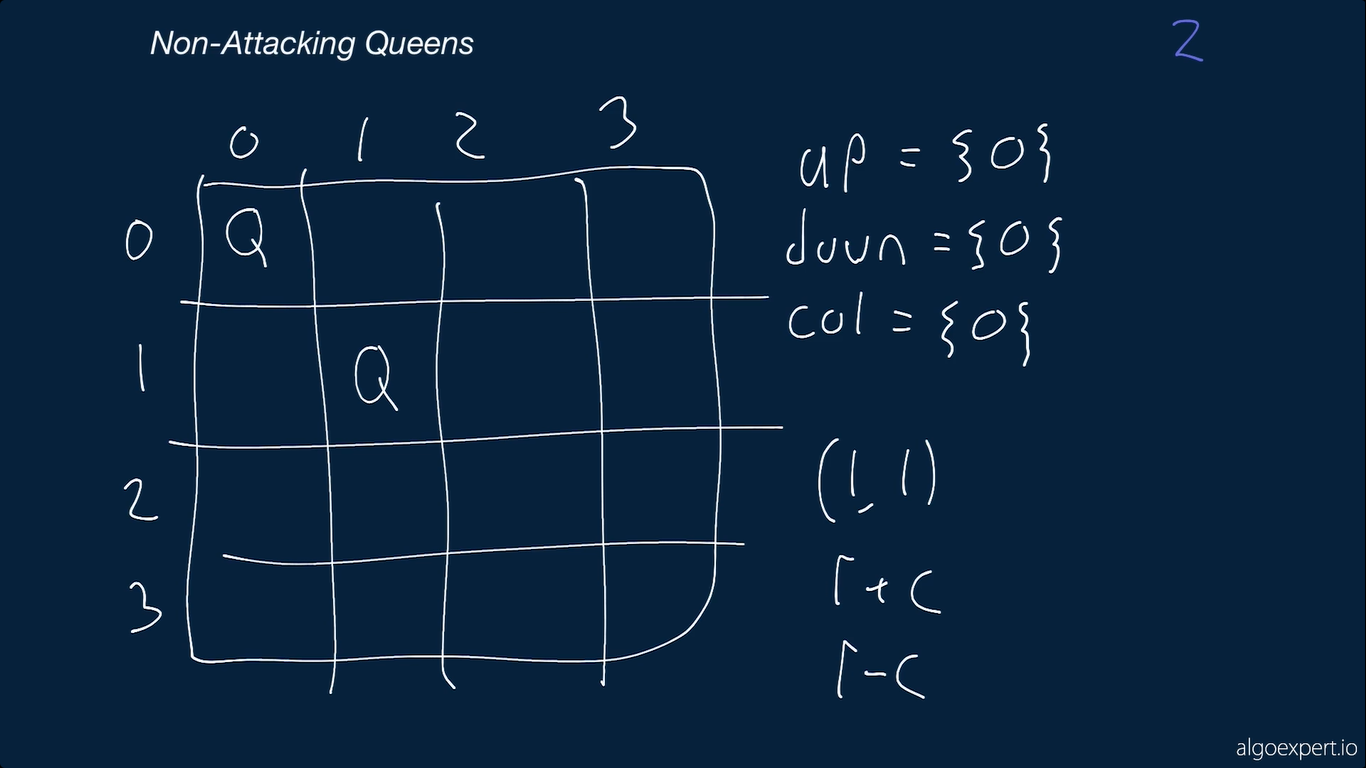 Non-Attacking Queens
2
0 1 2 3
up = {0}
0 Q
down = {0}
col = {0}
1 Q
(1, 1)
2
r + c
3
r - c
algoexpert.io